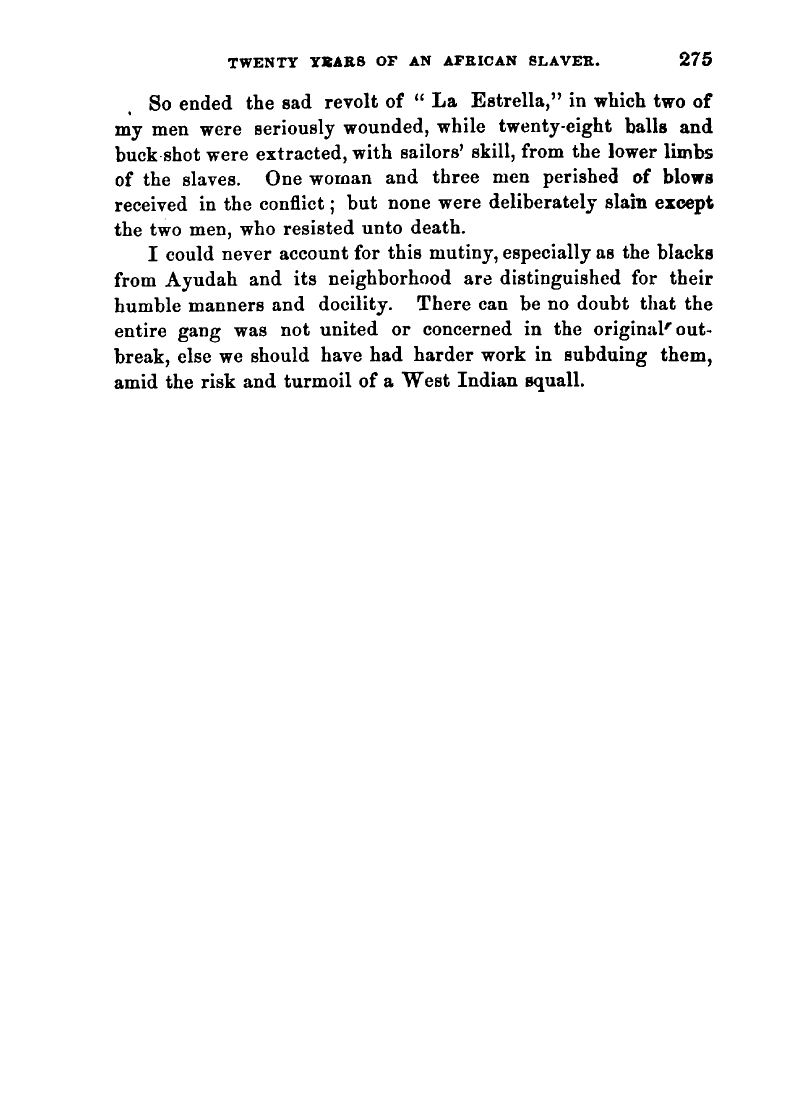 TWENTY YEARS OF AN AFRICAN SLAVER. 275
So ended the sad revolt of “ La Estrella,” in which two of
my men were seriously wounded, while twenty-eight balls and
buck-shot were extracted, with sailors’ skill, from the lower limbs
of the slaves. One woman and three men perished of blows
received in the conflict ; but none were deliberately slain except
the two men, who resisted unto death.
I could never account for this mutiny, especially as the blacks
from Ayudah and its neighborhood are distinguished for their
humble manners and docility. There can be no doubt that the
entire gang was not united or concerned in the original out-
break, else we should have had harder work in subduing them,
amid the risk and turmoil of a West Indian squall.